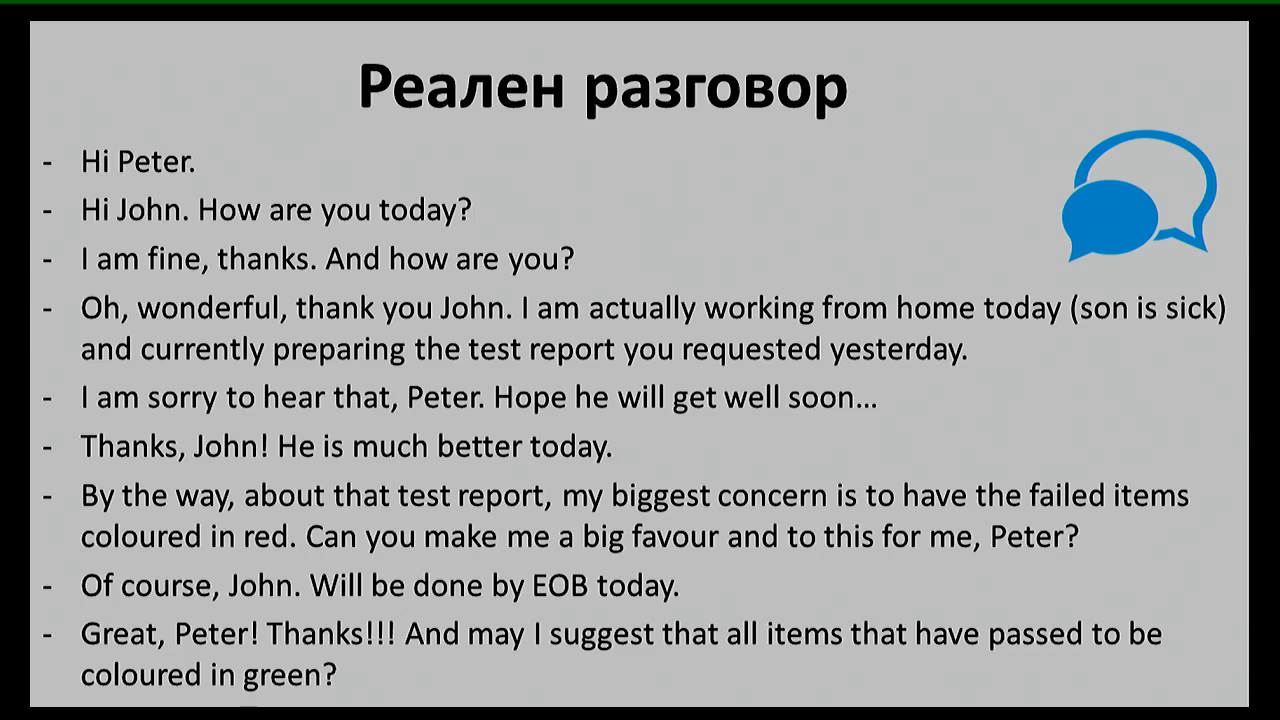 Реален разговор
- Hi Peter.
- Hi John. How are you today?
- I am fine, thanks. And how are you?
- Oh, wonderful, thank you John. I am actually working from home today (son is sick)
and currently preparing the test report you requested yesterday.
- I am sorry to hear that, Peter. Hope he will get well soon…
- Thanks, John! He is much better today.
- By the way, about that test report, my biggest concern is to have the failed items
coloured in red. Can you make me a big favour and to this for me, Peter?
- Of course, John. Will be done by EOB today.
- Great, Peter! Thanks!!! And may I suggest that all items that have passed to be
coloured in green?